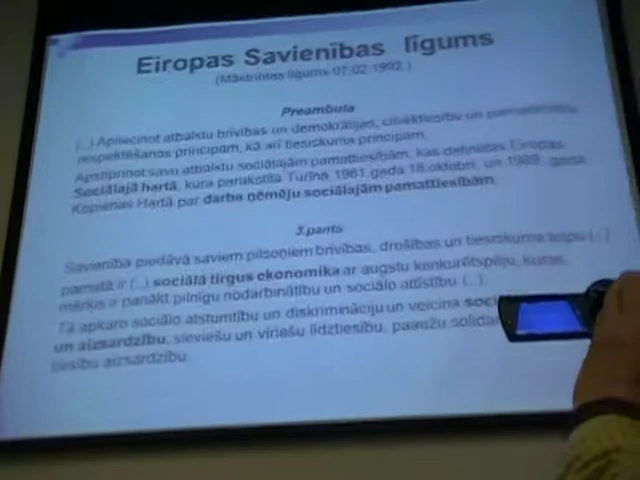 Eiropas Savienības līgums
(Māstrihtas līgums 07.02.1992.)
Preambula
(...) Apliecinot atbalstu brīvības un demokrātijas, cilvēktiesību un pamatbrīvību
respektēšanas principam, kā arī tiesiskuma principam,
Apstiprinot savu atbalstu sociālajām pamattiesībām, kas definētas Eiropas
Sociālajā hartā, kura parakstīta Turīnā 1961.gada 18.oktobrī, un 1989. gada
Kopienas Hartā par darba ņēmēju sociālajām pamattiesībām,
3.pants
Savienība piedāvā saviem pilsoņiem brīvības, drošības un tiesiskuma telpu (...)
pamatā ir (...) sociālā tirgus ekonomika ar augstu konkurētspēju, kuras
mērķis ir panākt pilnīgu nodarbinātību un sociālo attīstību (...).
Tā apkaro sociālo atstumtību un diskrimināciju un veicina soci
un aizsardzību, sieviešu un vīriešu līdztiesību, paaudžu solida
tiesību aizsardzību.